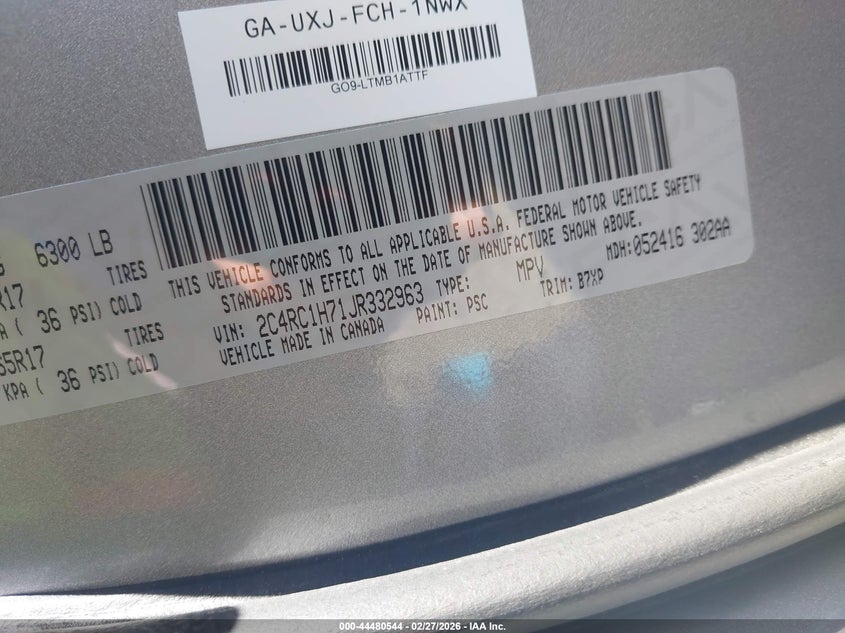 GA-UXJ-FCH-1NWX
GO9-LTMB1ATTF
6300 LB
TIRES
R17
36 PSI) COLD
TIRES
65R17
KPA ( 36 PSI) COLD
THIS VEHICLE CONFORMS TO ALL APPLICABLE U.S.A. FEDERAL MOTOR VEHICLE SAFETY
STANDARDS IN EFFECT ON THE DATE OF MANUFACTURE SHOWN ABOVE.
VIN: 2C4RC1H71JR332963 TYPE: MPV MDH: 052416 302AA
VEHICLE MADE IN CANADA PAINT: PSC TRIM: B7XP
000-44480544 - 02/27/2026 - IAA Inc.